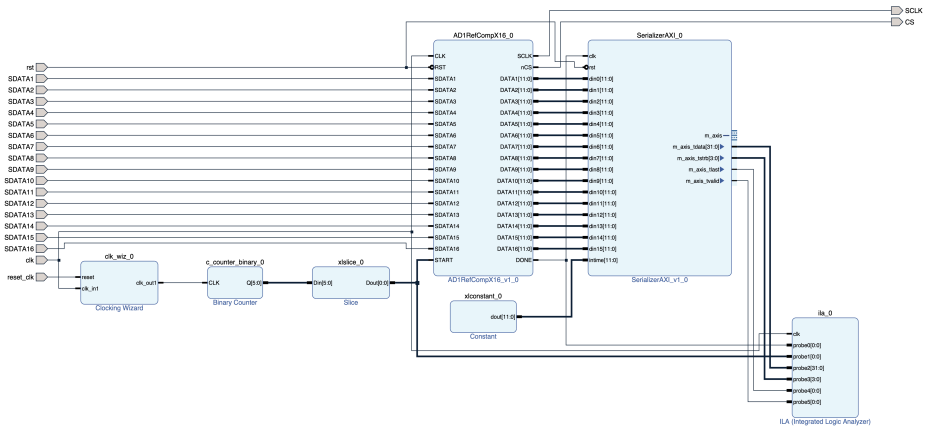 SCLK
CS
rst
SDATA1
SDATA2
SDATA3
SDATA4
SDATA5
SDATA6
SDATA7
SDATA8
SDATA9
SDATA10
SDATA11
SDATA12
SDATA13
SDATA14
SDATA15
SDATA16
clk
reset_clk
clk_wiz_0
reset
clk_in1
clk_out1
Clocking Wizard
c_counter_binary_0
CLK
Q[5:0]
Binary Counter
xlslice_0
Din[5:0]
Dout[0:0]
Slice
AD1RefCompX16_0
CLK
RST
SDATA1
SDATA2
SDATA3
SDATA4
SDATA5
SDATA6
SDATA7
SDATA8
SDATA9
SDATA10
SDATA11
SDATA12
SDATA13
SDATA14
SDATA15
SDATA16
START
SCLK
nCS
DATA1[11:0]
DATA2[11:0]
DATA3[11:0]
DATA4[11:0]
DATA5[11:0]
DATA6[11:0]
DATA7[11:0]
DATA8[11:0]
DATA9[11:0]
DATA10[11:0]
DATA11[11:0]
DATA12[11:0]
DATA13[11:0]
DATA14[11:0]
DATA15[11:0]
DATA16[11:0]
DONE
AD1RefCompX16_v1_0
xlconstant_0
dout[11:0]
Constant
SerializerAXI_0
clk
rst
din0[11:0]
din1[11:0]
din2[11:0]
din3[11:0]
din4[11:0]
din5[11:0]
din6[11:0]
din7[11:0]
din8[11:0]
din9[11:0]
din10[11:0]
din11[11:0]
din12[11:0]
din13[11:0]
din14[11:0]
din15[11:0]
intime[11:0]
m_axis
m_axis_tdata[31:0]
m_axis_tstrb[3:0]
m_axis_tlast
m_axis_tvalid
SerializerAXI_v1_0
ila_0
clk
probe0[0:0]
probe1[0:0]
probe2[31:0]
probe3[3:0]
probe4[0:0]
probe5[0:0]
ILA (Integrated Logic Analyzer)